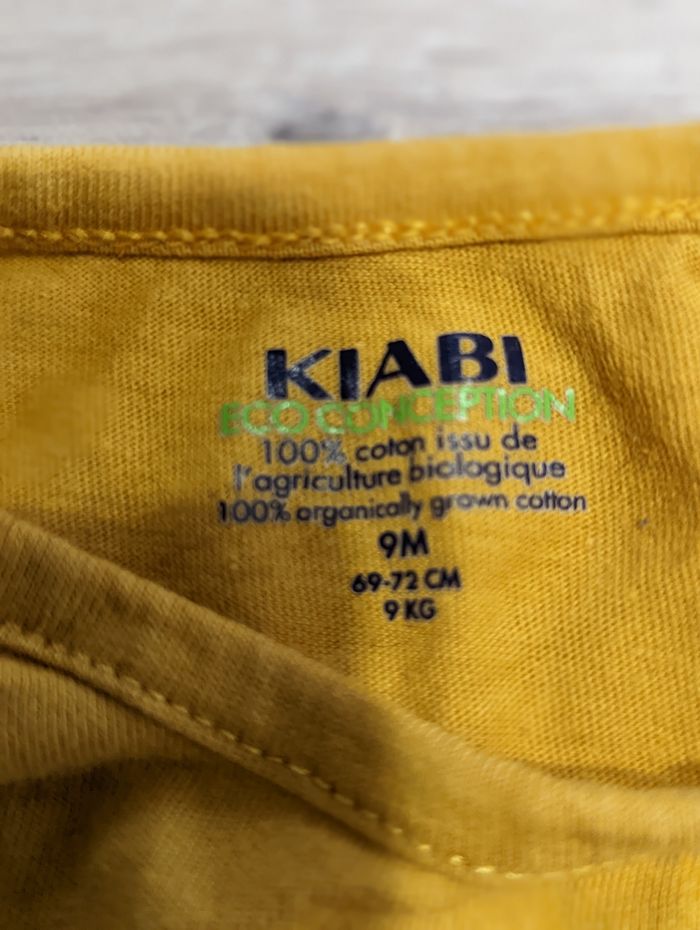 KIABI
ECO CONCEPTION
100% coton issu de
l'agriculture biologique
100% organically grown cotton
9M
69-72 CM
9 KG